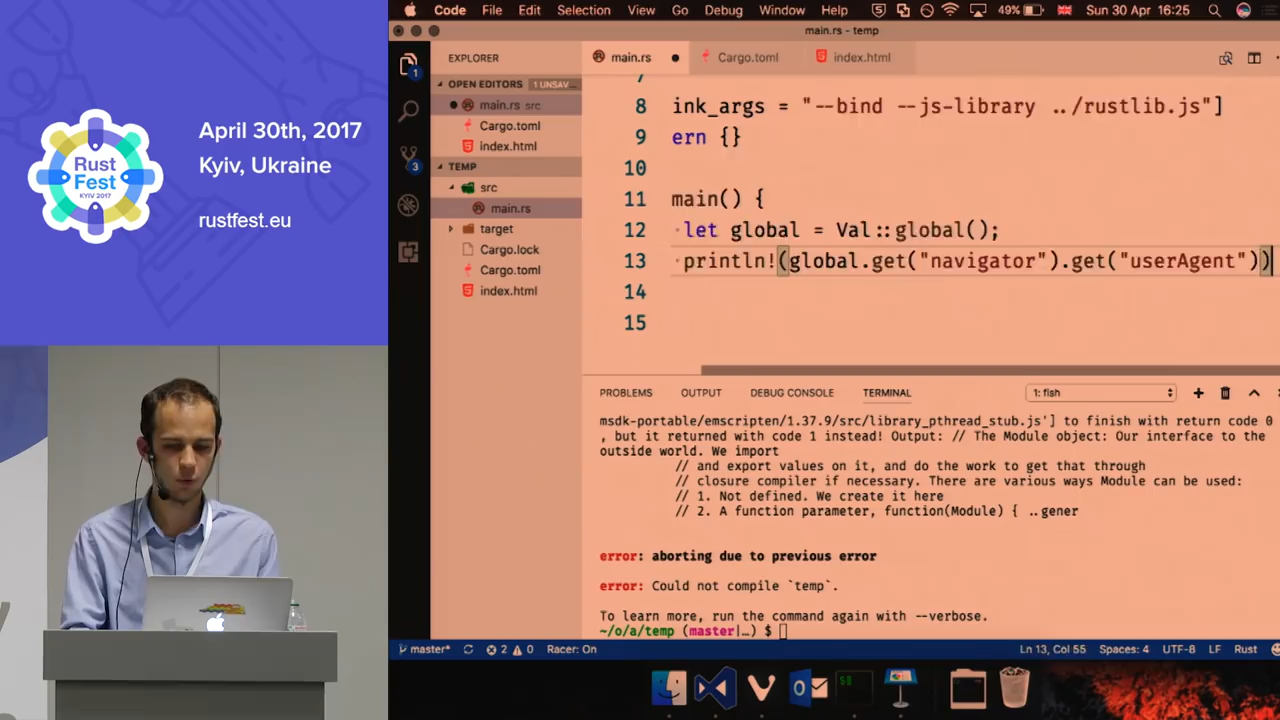 Code File Edit Selection View Go Debug Window Help 49% Sun 30 Apr 16:25
main.rs - temp
April 30th, 2017
Kyiv, Ukraine
rustfest.eu
Rust
Fest
KYIV 2017
EXPLORER
OPEN EDITORS 1 UNSAV...
main.rs src
Cargo.toml
index.html
TEMP
src
main.rs
target
Cargo.lock
Cargo.toml
index.html
1
3
main.rs Cargo.toml index.html
7
8 ink_args = "--bind --js-library ../rustlib.js"]
9 ern {}
10
11 main() {
12 let global = Val::global();
13 println!(global.get("navigator").get("userAgent"))
14
15
PROBLEMS OUTPUT DEBUG CONSOLE TERMINAL 1: fish
msdk-portable/emscripten/1.37.9/src/library_pthread_stub.js'] to finish with return code 0
, but it returned with code 1 instead! Output: // The Module object: Our interface to the
outside world. We import
// and export values on it, and do the work to get that through
// closure compiler if necessary. There are various ways Module can be used:
// 1. Not defined. We create it here
// 2. A function parameter, function(Module) { ..gener
error: aborting due to previous error
error: Could not compile `temp`.
To learn more, run the command again with --verbose.
~/o/a/temp (master|…) $
master* 2 0 Racer: On Ln 13, Col 55 Spaces: 4 UTF-8 LF Rust